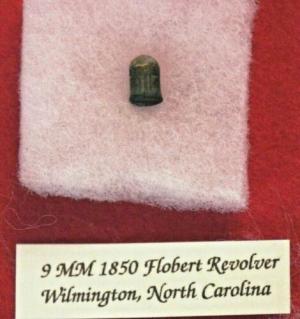 9 MM 1850 Flobert Revolver
Wilmington, North Carolina